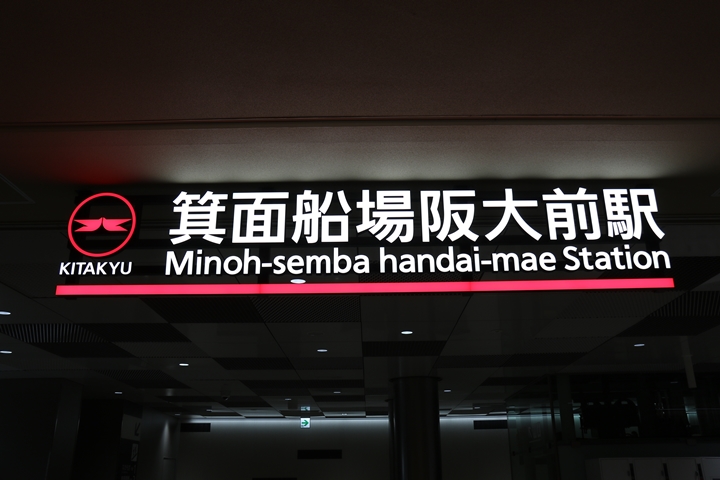 箕面船場阪大前駅
KITAKYU
Minoh-semba handai-mae Station